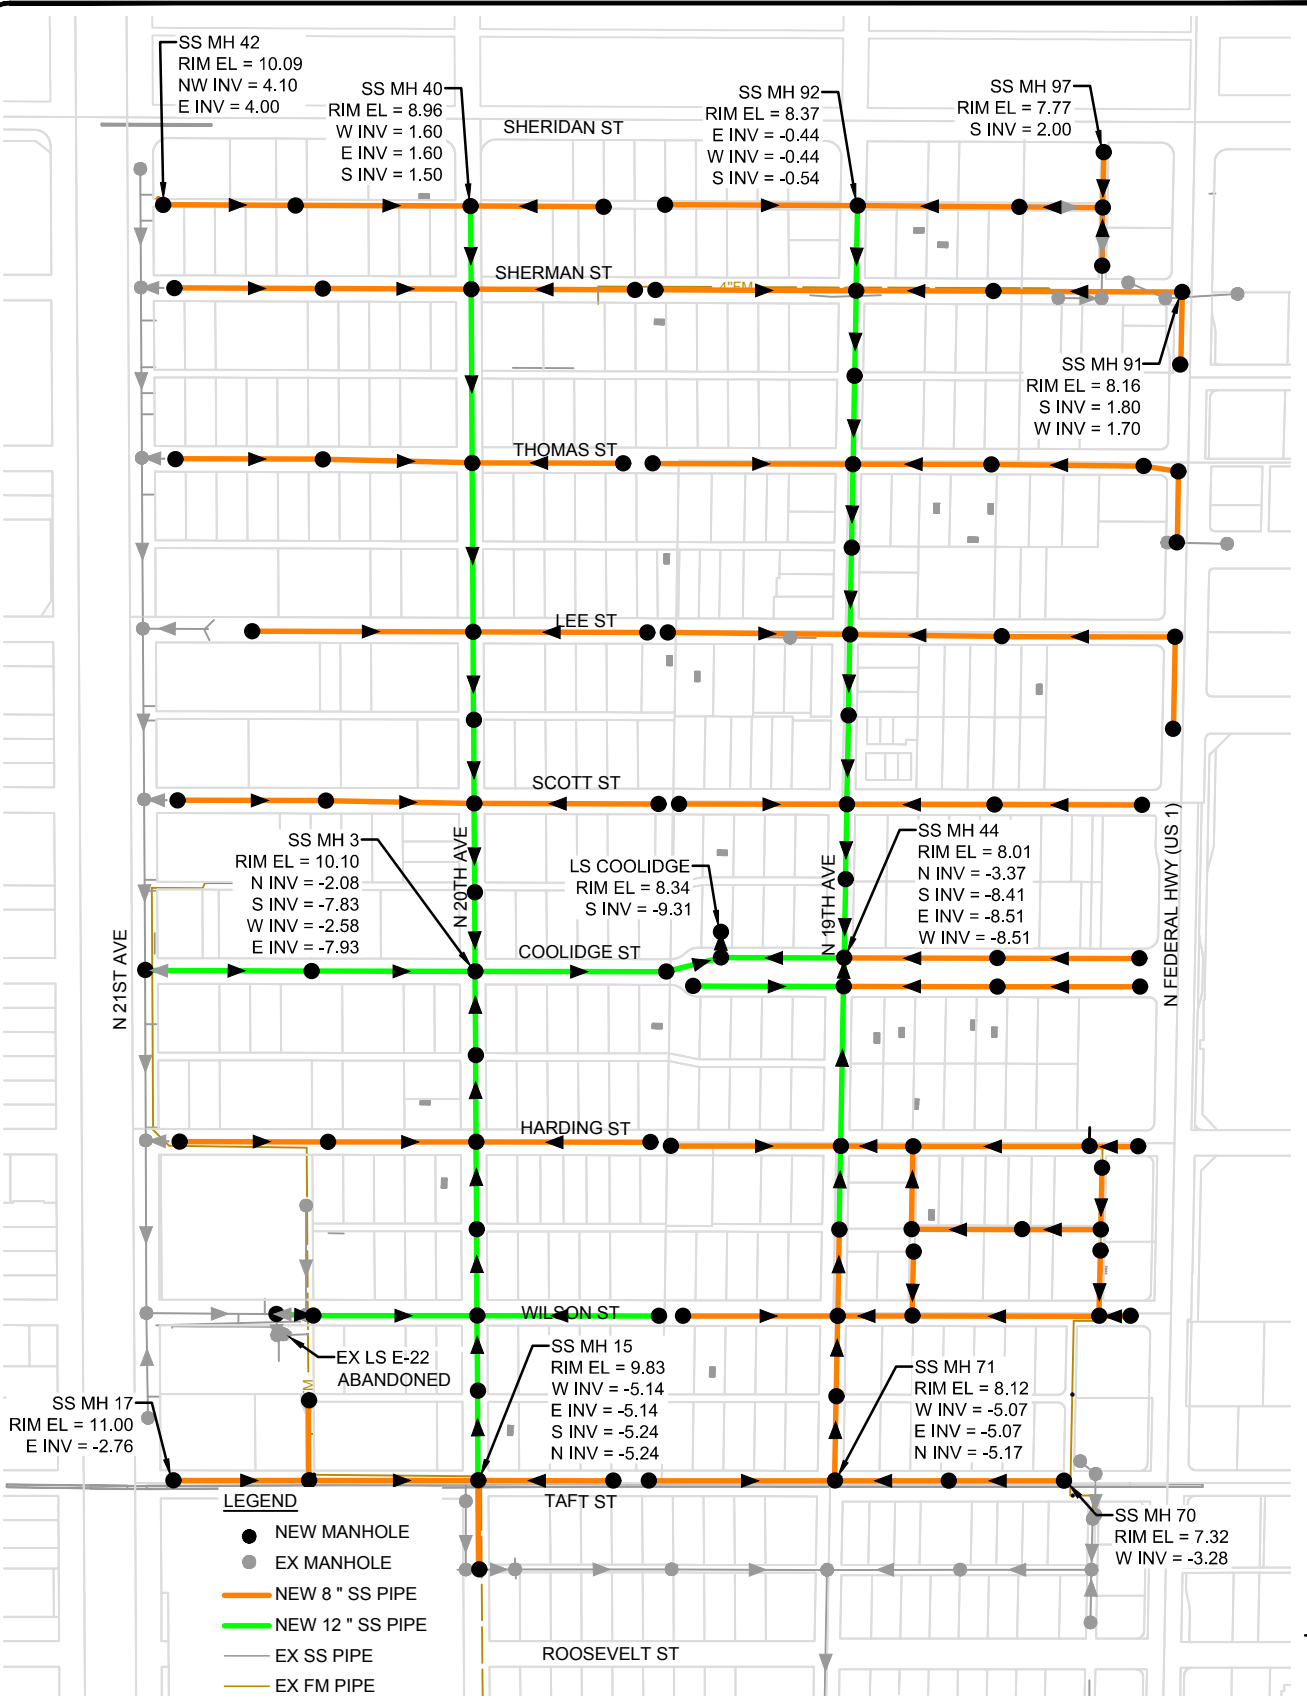 SS MH 42
RIM EL = 10.09
NW INV = 4.10
E INV = 4.00
SS MH 40
RIM EL = 8.96
W INV = 1.60
E INV = 1.60
S INV = 1.50
SS MH 92
RIM EL = 8.37
E INV = -0.44
W INV = -0.44
S INV = -0.54
SS MH 97
RIM EL = 7.77
S INV = 2.00
SHERIDAN ST
SHERMAN ST
4"FM
SS MH 91
RIM EL = 8.16
S INV = 1.80
W INV = 1.70
THOMAS ST
LEE ST
SCOTT ST
SS MH 3
RIM EL = 10.10
N INV = -2.08
S INV = -7.83
W INV = -2.58
E INV = -7.93
N 20TH AVE
LS COOLIDGE
RIM EL = 8.34
S INV = -9.31
N 19TH AVE
SS MH 44
RIM EL = 8.01
N INV = -3.37
S INV = -8.41
E INV = -8.51
W INV = -8.51
N FEDERAL HWY (US 1)
N 21ST AVE
COOLIDGE ST
HARDING ST
WILSON ST
EX LS E-22
ABANDONED
M
SS MH 15
RIM EL = 9.83
W INV = -5.14
E INV = -5.14
S INV = -5.24
N INV = -5.24
SS MH 71
RIM EL = 8.12
W INV = -5.07
E INV = -5.07
N INV = -5.17
SS MH 17
RIM EL = 11.00
E INV = -2.76
TAFT ST
SS MH 70
RIM EL = 7.32
W INV = -3.28
LEGEND
NEW MANHOLE
EX MANHOLE
NEW 8 " SS PIPE
NEW 12 " SS PIPE
EX SS PIPE
EX FM PIPE
ROOSEVELT ST